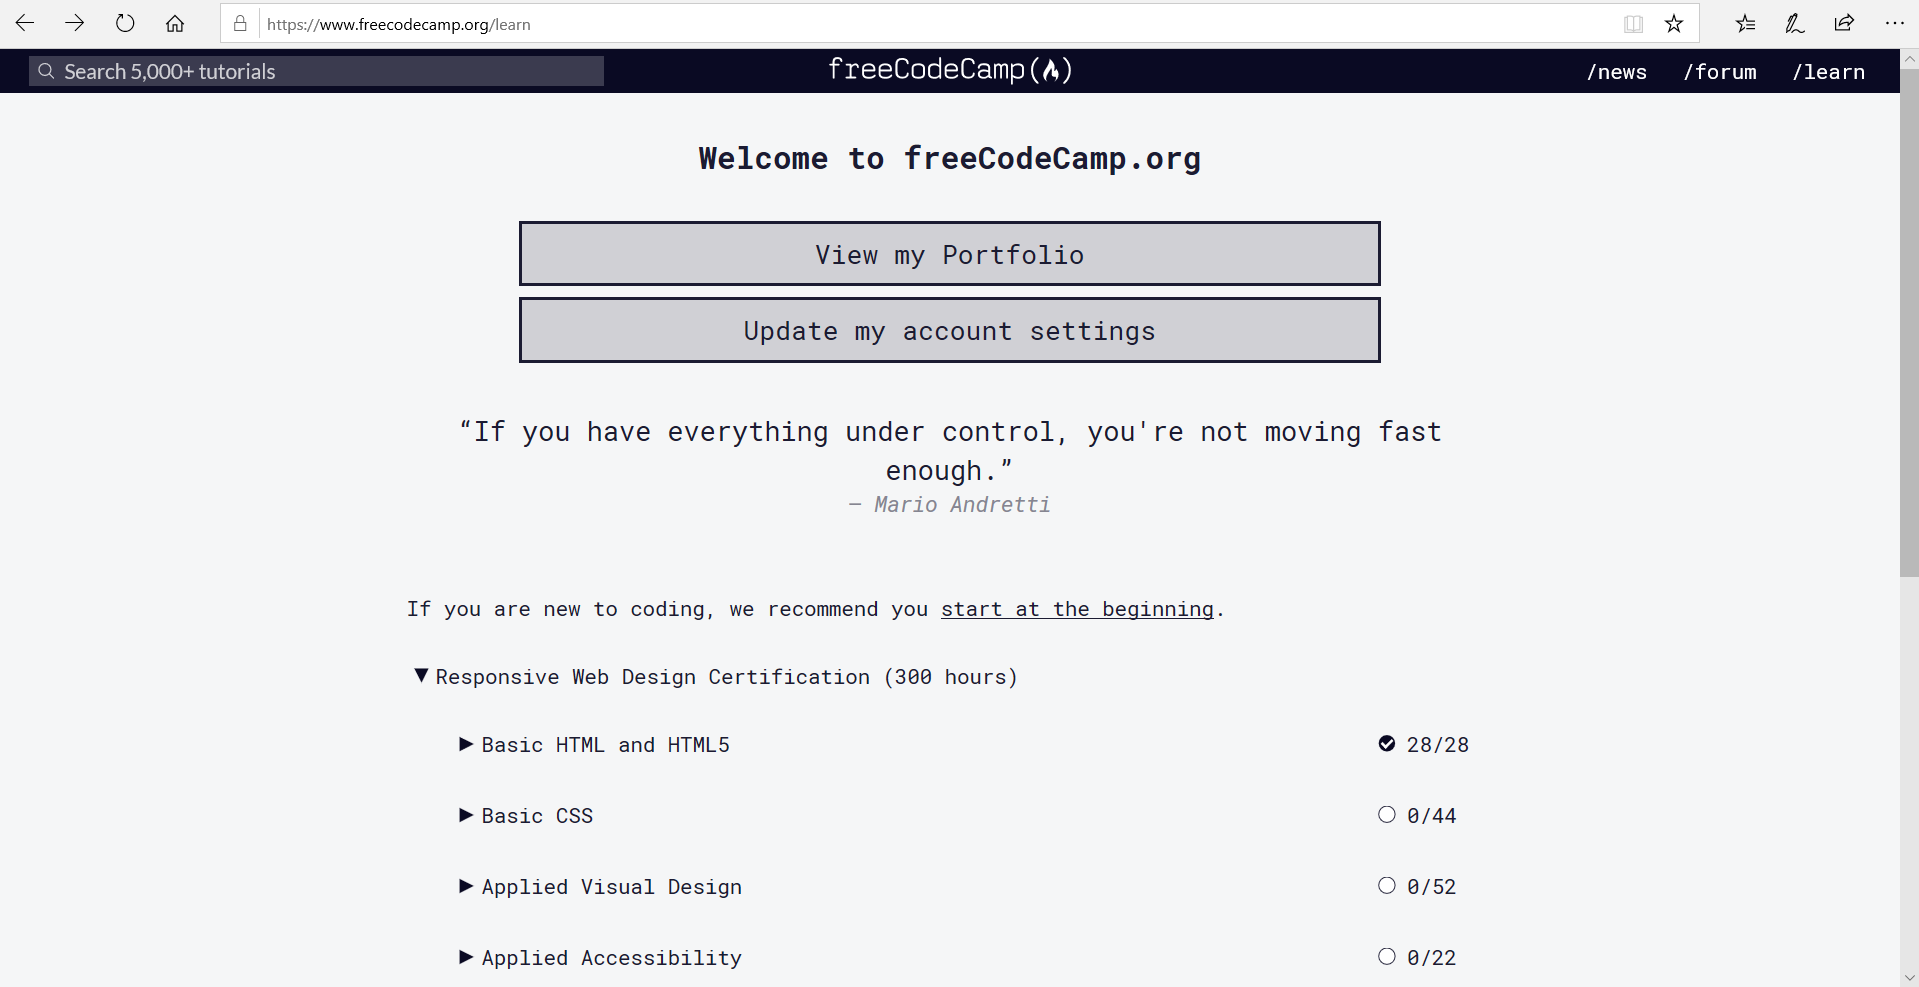 https://www.freecodecamp.org/learn
Search 5,000+ tutorials
freeCodeCamp(🔥)
/news /forum /learn
Welcome to freeCodeCamp.org
View my Portfolio
Update my account settings
“If you have everything under control, you're not moving fast
enough.”
— Mario Andretti
If you are new to coding, we recommend you start at the beginning.
Responsive Web Design Certification (300 hours)
Basic HTML and HTML5 28/28
Basic CSS 0/44
Applied Visual Design 0/52
Applied Accessibility 0/22